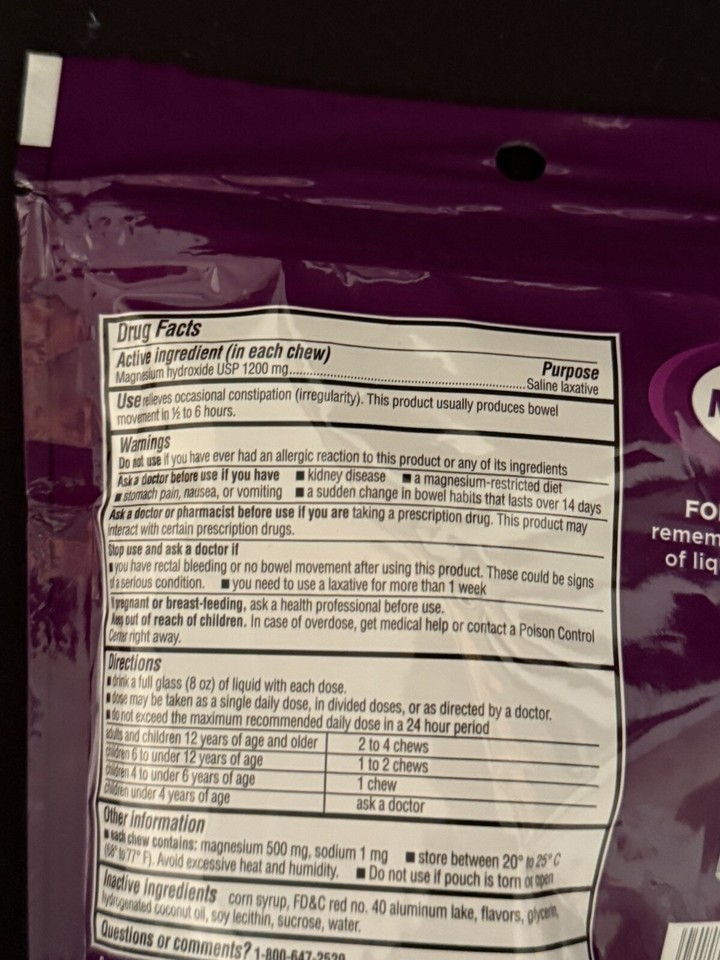 Drug Facts
Active ingredient (in each chew) Purpose
Magnesium hydroxide USP 1200 mg..........Saline laxative
Use relieves occasional constipation (irregularity). This product usually produces bowel
movement in ½ to 6 hours.
Warnings
Do not use if you have ever had an allergic reaction to this product or any of its ingredients
Ask a doctor before use if you have ■ kidney disease ■ a magnesium-restricted diet
■ stomach pain, nausea, or vomiting ■ a sudden change in bowel habits that lasts over 14 days
Ask a doctor or pharmacist before use if you are taking a prescription drug. This product may
interact with certain prescription drugs.
Stop use and ask a doctor if
■ you have rectal bleeding or no bowel movement after using this product. These could be signs
of a serious condition. ■ you need to use a laxative for more than 1 week
If pregnant or breast-feeding, ask a health professional before use.
Keep out of reach of children. In case of overdose, get medical help or contact a Poison Control
Center right away.
Directions
■ drink a full glass (8 oz) of liquid with each dose.
■ dose may be taken as a single daily dose, in divided doses, or as directed by a doctor.
■ do not exceed the maximum recommended daily dose in a 24 hour period
adults and children 12 years of age and older 2 to 4 chews
children 6 to under 12 years of age 1 to 2 chews
children 4 to under 6 years of age 1 chew
children under 4 years of age ask a doctor
Other information
■ each chew contains: magnesium 500 mg, sodium 1 mg ■ store between 20° to 25°C
(68° to 77° F). Avoid excessive heat and humidity. ■ Do not use if pouch is torn or open
Inactive ingredients corn syrup, FD&C red no. 40 aluminum lake, flavors, glycerin,
hydrogenated coconut oil, soy lecithin, sucrose, water.
Questions or comments? 1-800-647-2529
FO
remem
of liq